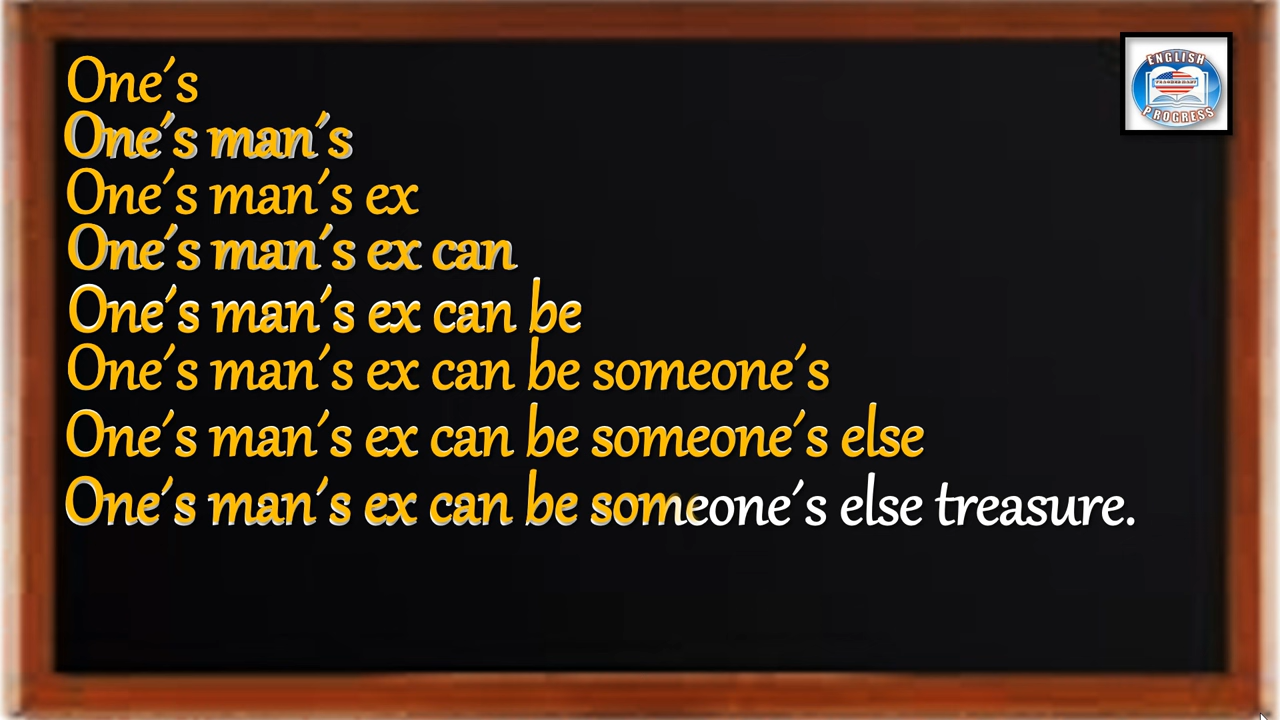 One´s
One´s man´s
One´s man´s ex
One´s man´s ex can
One´s man´s ex can be
One´s man´s ex can be someone´s
One´s man´s ex can be someone´s else
One´s man´s ex can be someone´s else treasure.
ENGLISH
PROGRESS